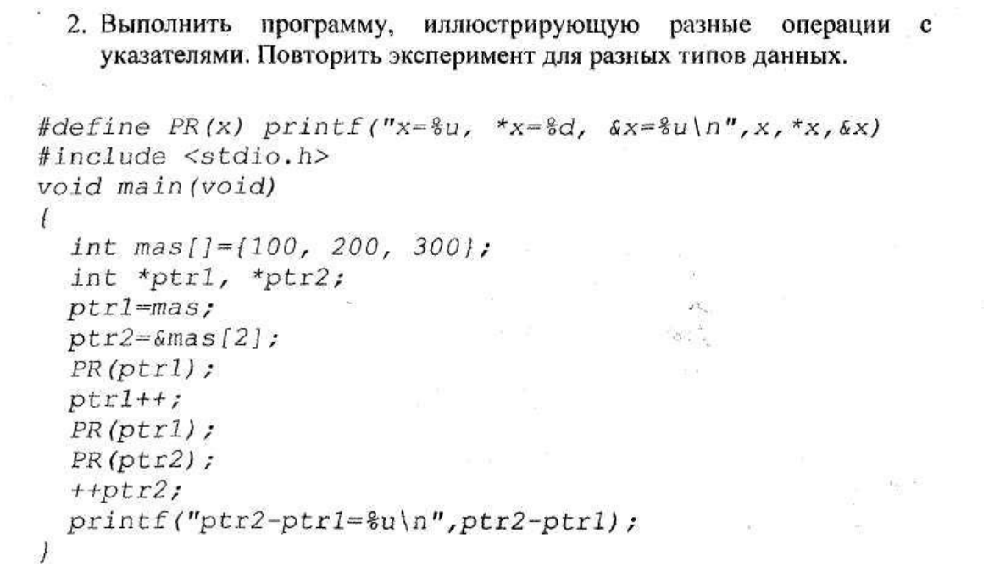 2. Выполнить программу, иллюстрирующую разные операции с
указателями. Повторить эксперимент для разных типов данных.
#define PR(x) printf("x=%u, *x=%d, &x=%u\n",x,*x,&x)
#include <stdio.h>
void main(void)
{
int mas[]={100, 200, 300};
int *ptr1, *ptr2;
ptr1=mas;
ptr2=&mas[2];
PR(ptr1);
ptr1++;
PR(ptr1);
PR(ptr2);
++ptr2;
printf("ptr2-ptr1=%u\n",ptr2-ptr1);
}